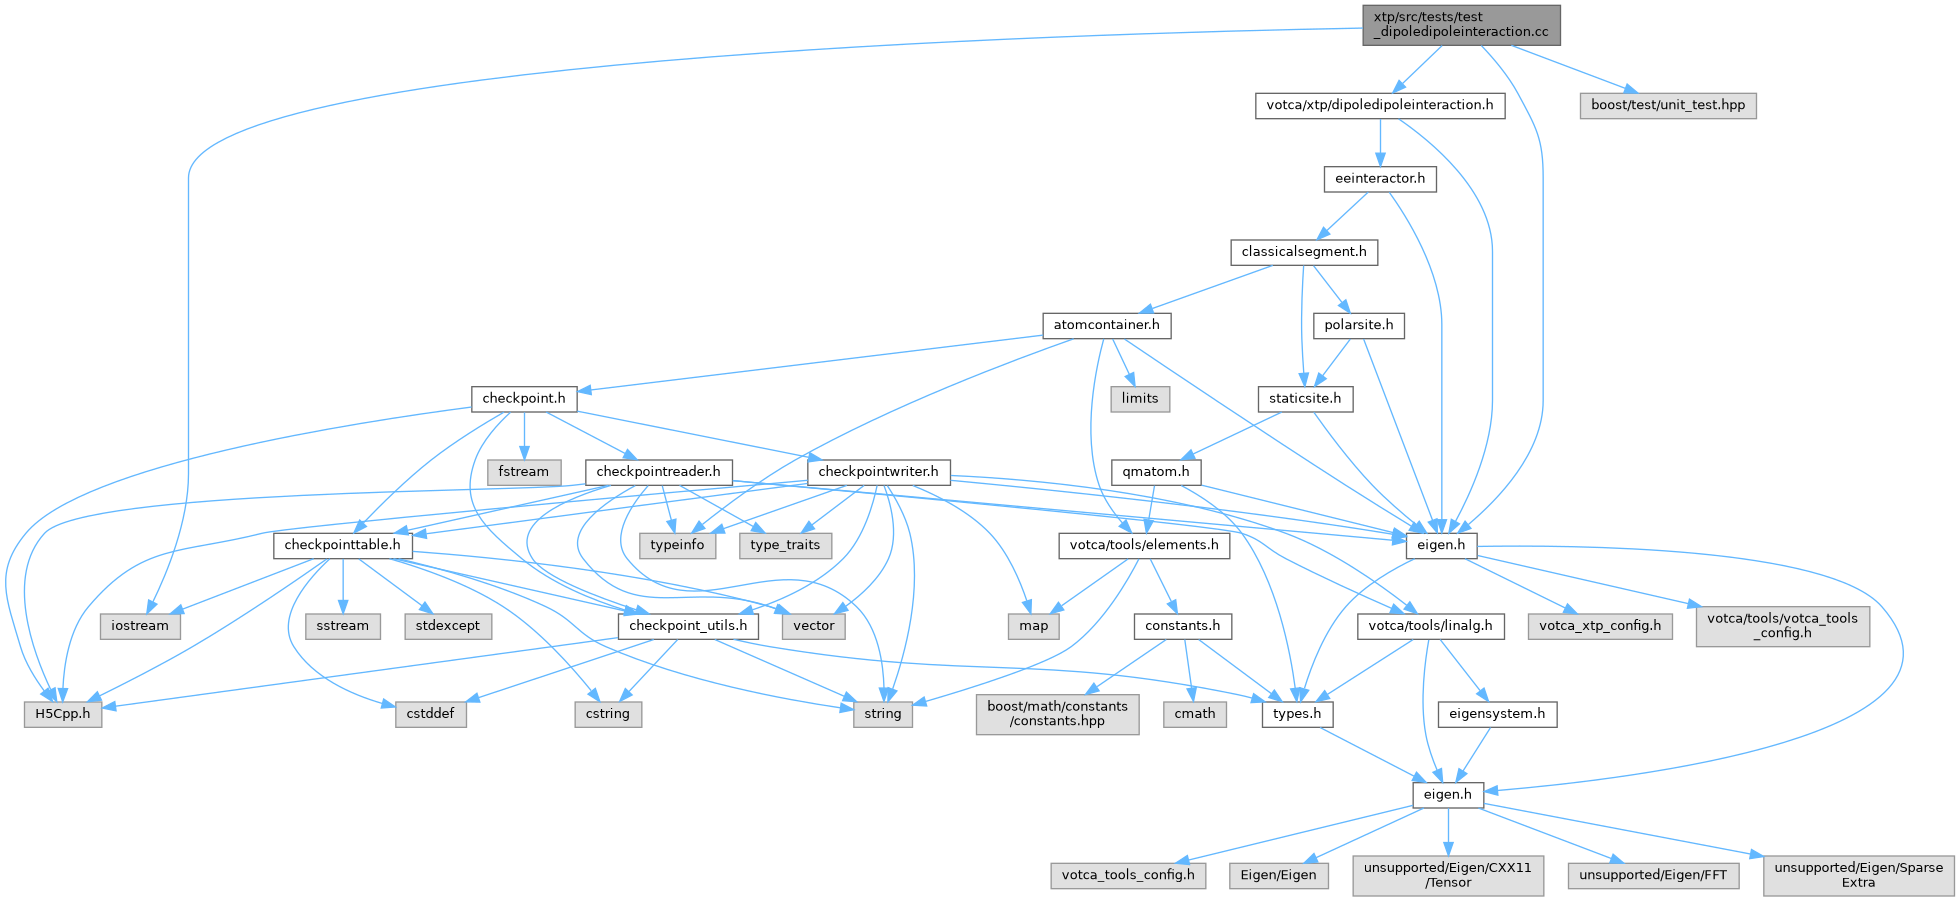 xtp/src/tests/test
_dipoledipoleinteraction.cc
votca/xtp/dipoledipoleinteraction.h
boost/test/unit_test.hpp
eeinteractor.h
classicalsegment.h
atomcontainer.h
polarsite.h
checkpoint.h
limits
staticsite.h
fstream
checkpointreader.h
checkpointwriter.h
qmatom.h
checkpointtable.h
typeinfo
type_traits
votca/tools/elements.h
eigen.h
iostream
sstream
stdexcept
checkpoint_utils.h
vector
map
constants.h
votca/tools/linalg.h
votca_xtp_config.h
votca/tools/votca_tools
_config.h
H5Cpp.h
cstddef
cstring
string
boost/math/constants
/constants.hpp
cmath
types.h
eigensystem.h
eigen.h
votca_tools_config.h
Eigen/Eigen
unsupported/Eigen/CXX11
/Tensor
unsupported/Eigen/FFT
unsupported/Eigen/Sparse
Extra